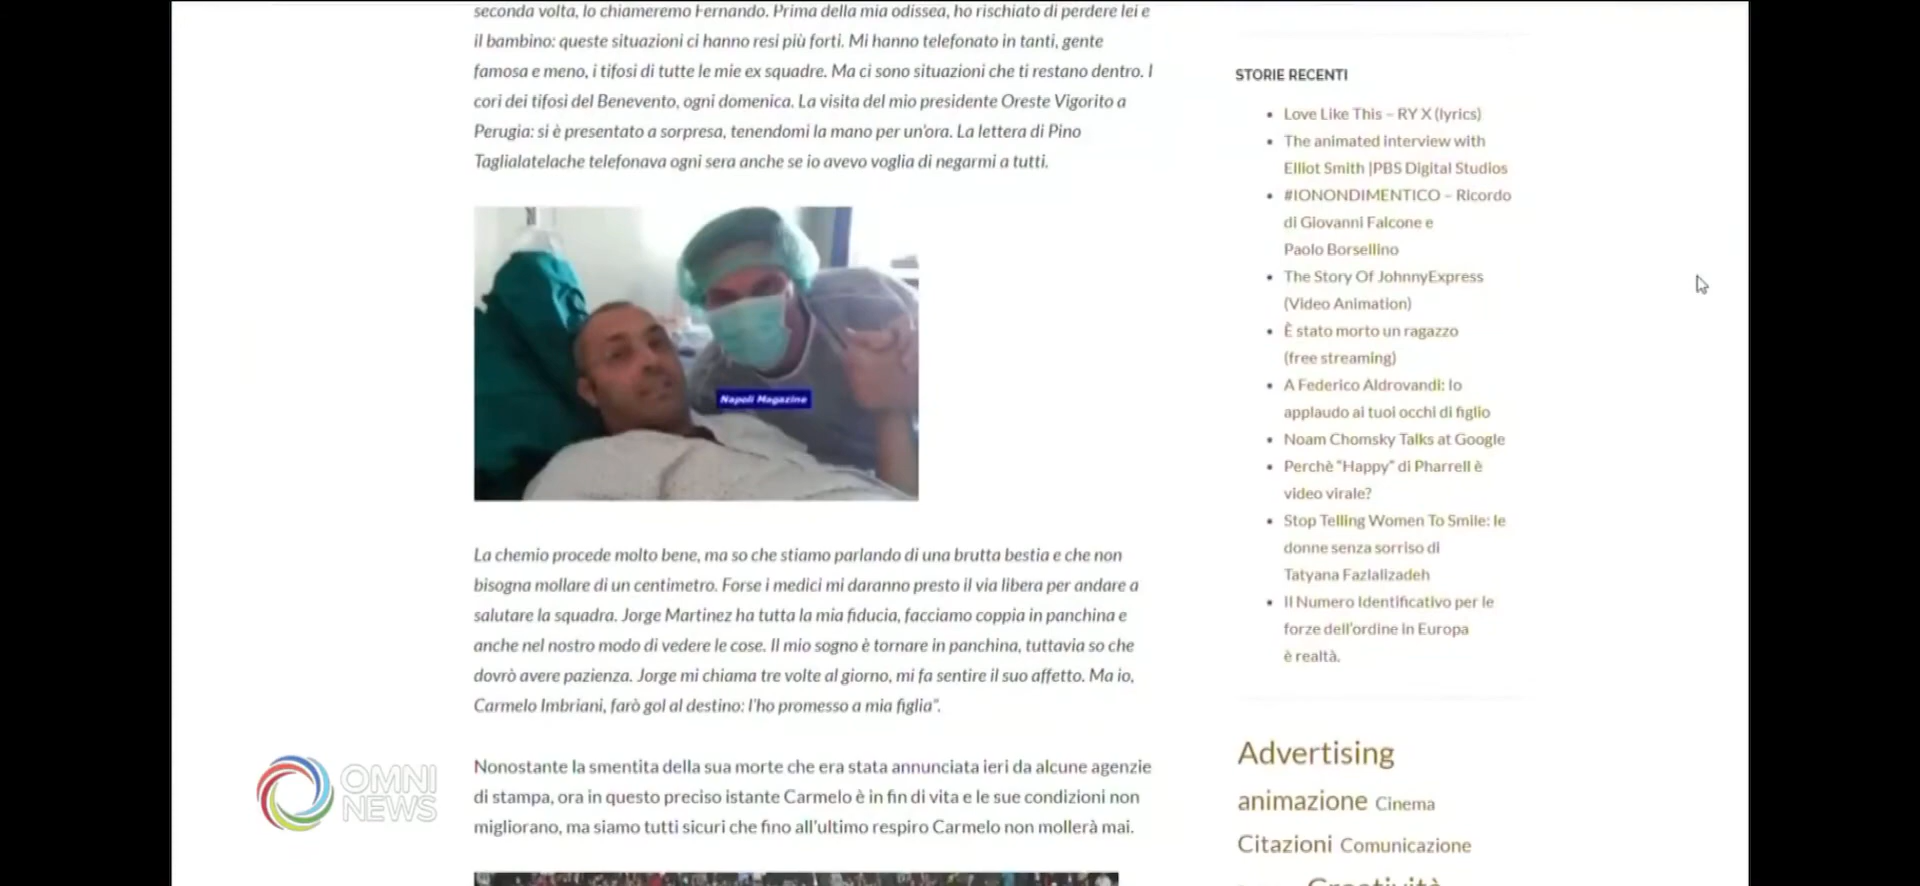 seconda volta, lo chiameremo Fernando. Prima della mia odissea, ho rischiato di perdere lei e
il bambino: queste situazioni ci hanno resi più forti. Mi hanno telefonato in tanti, gente
famosa e meno, i tifosi di tutte le mie ex squadre. Ma ci sono situazioni che ti restano dentro. I
cori dei tifosi del Benevento, ogni domenica. La visita del mio presidente Oreste Vigorito a
Perugia: si è presentato a sorpresa, tenendomi la mano per un'ora. La lettera di Pino
Taglialatelache telefonava ogni sera anche se io avevo voglia di negarmi a tutti.
Napoli Magazine
La chemio procede molto bene, ma so che stiamo parlando di una brutta bestia e che non
bisogna mollare di un centimetro. Forse i medici mi daranno presto il via libera per andare a
salutare la squadra. Jorge Martinez ha tutta la mia fiducia, facciamo coppia in panchina e
anche nel nostro modo di vedere le cose. Il mio sogno è tornare in panchina, tuttavia so che
dovrò avere pazienza. Jorge mi chiama tre volte al giorno, mi fa sentire il suo affetto. Ma io,
Carmelo Imbriani, farò gol al destino: l'ho promesso a mia figlia".
Nonostante la smentita della sua morte che era stata annunciata ieri da alcune agenzie
di stampa, ora in questo preciso istante Carmelo è in fin di vita e le sue condizioni non
migliorano, ma siamo tutti sicuri che fino all'ultimo respiro Carmelo non mollerà mai.
OMNI
NEWS
STORIE RECENTI
Love Like This – RY X (lyrics)
The animated interview with
Elliot Smith |PBS Digital Studios
#IONONDIMENTICO – Ricordo
di Giovanni Falcone e
Paolo Borsellino
The Story Of JohnnyExpress
(Video Animation)
È stato morto un ragazzo
(free streaming)
A Federico Aldrovandi: Io
applaudo ai tuoi occhi di figlio
Noam Chomsky Talks at Google
Perchè "Happy" di Pharrell è
video virale?
Stop Telling Women To Smile: le
donne senza sorriso di
Tatyana Fazlalizadeh
Il Numero Identificativo per le
forze dell'ordine in Europa
è realtà.
Advertising
animazione Cinema
Citazioni Comunicazione
Creatività